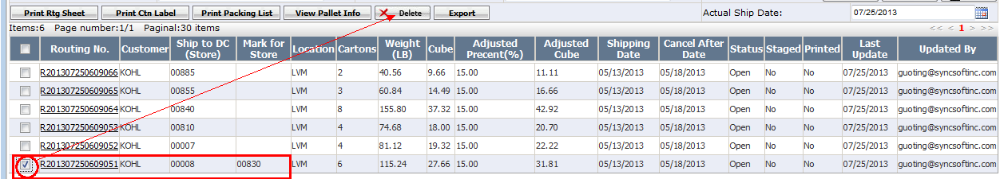 Print Rtg Sheet Print Ctn Label Print Packing List View Pallet Info Delete Export Actual Ship Date: 07/25/2013
Items:6 Page number:1/1 Paginal:30 items << < 1 > >>
Routing No. Customer Ship to DC (Store) Mark for Store Location Cartons Weight (LB) Cube Adjusted Precent(%) Adjusted Cube Shipping Date Cancel After Date Status Staged Printed Last Update Updated By
R201307250609066 KOHL 00885 LVM 2 40.56 9.66 15.00 11.11 05/13/2013 05/18/2013 Open No No 07/25/2013 guoting@syncsoftinc.com
R201307250609065 KOHL 00855 LVM 3 60.84 14.49 15.00 16.66 05/13/2013 05/18/2013 Open No No 07/25/2013 guoting@syncsoftinc.com
R201307250609064 KOHL 00840 LVM 8 155.80 37.32 15.00 42.92 05/13/2013 05/18/2013 Open No No 07/25/2013 guoting@syncsoftinc.com
R201307250609053 KOHL 00810 LVM 4 74.68 18.00 15.00 20.70 05/13/2013 05/18/2013 Open No No 07/25/2013 guoting@syncsoftinc.com
R201307250609052 KOHL 00007 LVM 4 81.12 19.32 15.00 22.22 05/13/2013 05/18/2013 Open No No 07/25/2013 guoting@syncsoftinc.com
R201307250609051 KOHL 00008 00830 LVM 6 115.24 27.66 15.00 31.81 05/13/2013 05/18/2013 Open No No 07/25/2013 guoting@syncsoftinc.com